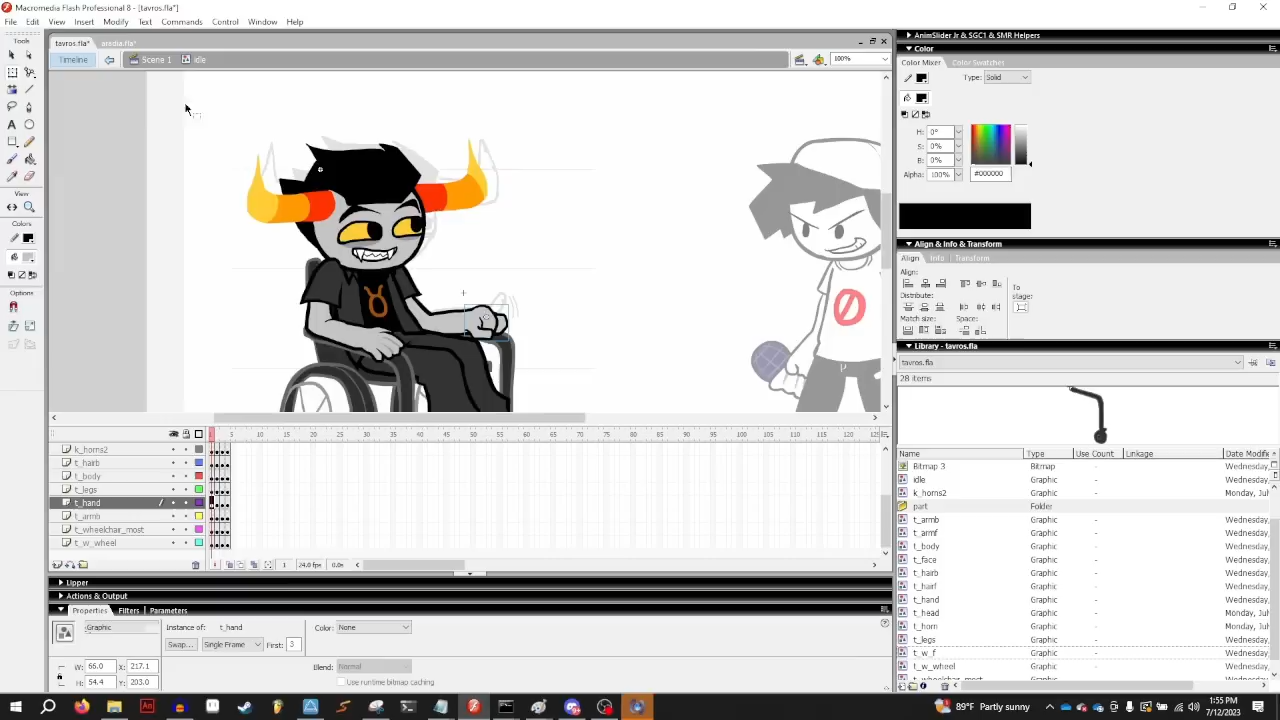 Macromedia Flash Professional 8 - [tavros.fla*]
File Edit View Insert Modify Text Commands Control Window Help
Tools
View
Colors
Options
tavros.fla* aredia.fla*
Timeline Scene 1 idle 100%
k_horns2
t_hairb
t_body
t_legs
t_hand
t_armb
t_wheelchair_most
t_w_wheel
5 10 15 20 25 30 35 40 45 50 55 60 65 70 75 80 85 90 95 100 105 110 115 120 125
1 24.0 fps 0.0s
Lipper
Actions & Output
Properties Filters Parameters
Graphic Instance of: t_hand Color: None
Swap... Single Frame First: 3
W: 66.0 X: 217.1 Blend: Normal
H: 54.4 Y: 203.0 Use runtime bitmap caching
AnimSlider Jr & SGC1 & SMR Helpers
Color
Color Mixer Color Swatches
Type: Solid
H: 0°
S: 0%
B: 0%
Alpha: 100% #000000
Align & Info & Transform
Align Info Transform
Align:
Distribute:
Match size: Space:
To stage:
Library - tavros.fla
tavros.fla
28 items
Name Type Use Count Linkage Date Modifi
Bitmap 3 Bitmap - Wednesday,
idle Graphic - Wednesday,
k_horns2 Graphic - Monday, Jul
part Folder
t_armb Graphic - Wednesday,
t_armf Graphic - Wednesday,
t_body Graphic - Wednesday,
t_face Graphic - Wednesday,
t_hairb Graphic - Wednesday,
t_hairf Graphic - Wednesday,
t_hand Graphic - Wednesday,
t_head Graphic - Monday, Jul
t_horn Graphic - Monday, Jul
t_legs Graphic - Wednesday,
t_w_f Graphic - Wednesday,
t_w_wheel Graphic - Wednesday,
t_wheelchair_most Graphic - Wednesday,
89°F Partly sunny
1:55 PM
7/12/2023